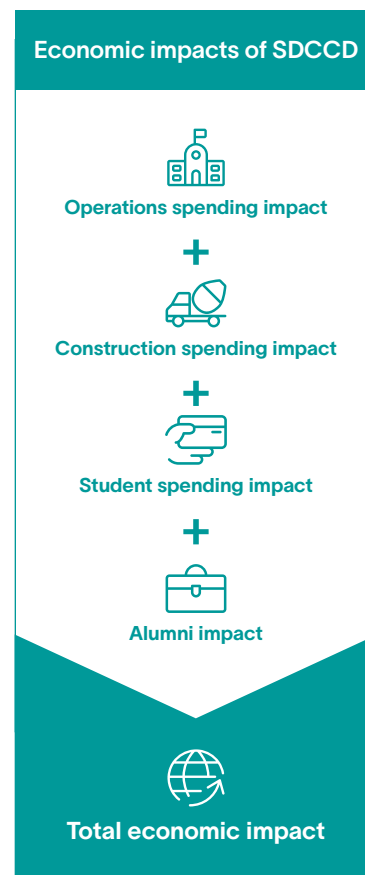 Economic impacts of SDCCD
Operations spending impact
+
Construction spending impact
+
Student spending impact
+
Alumni impact
Total economic impact